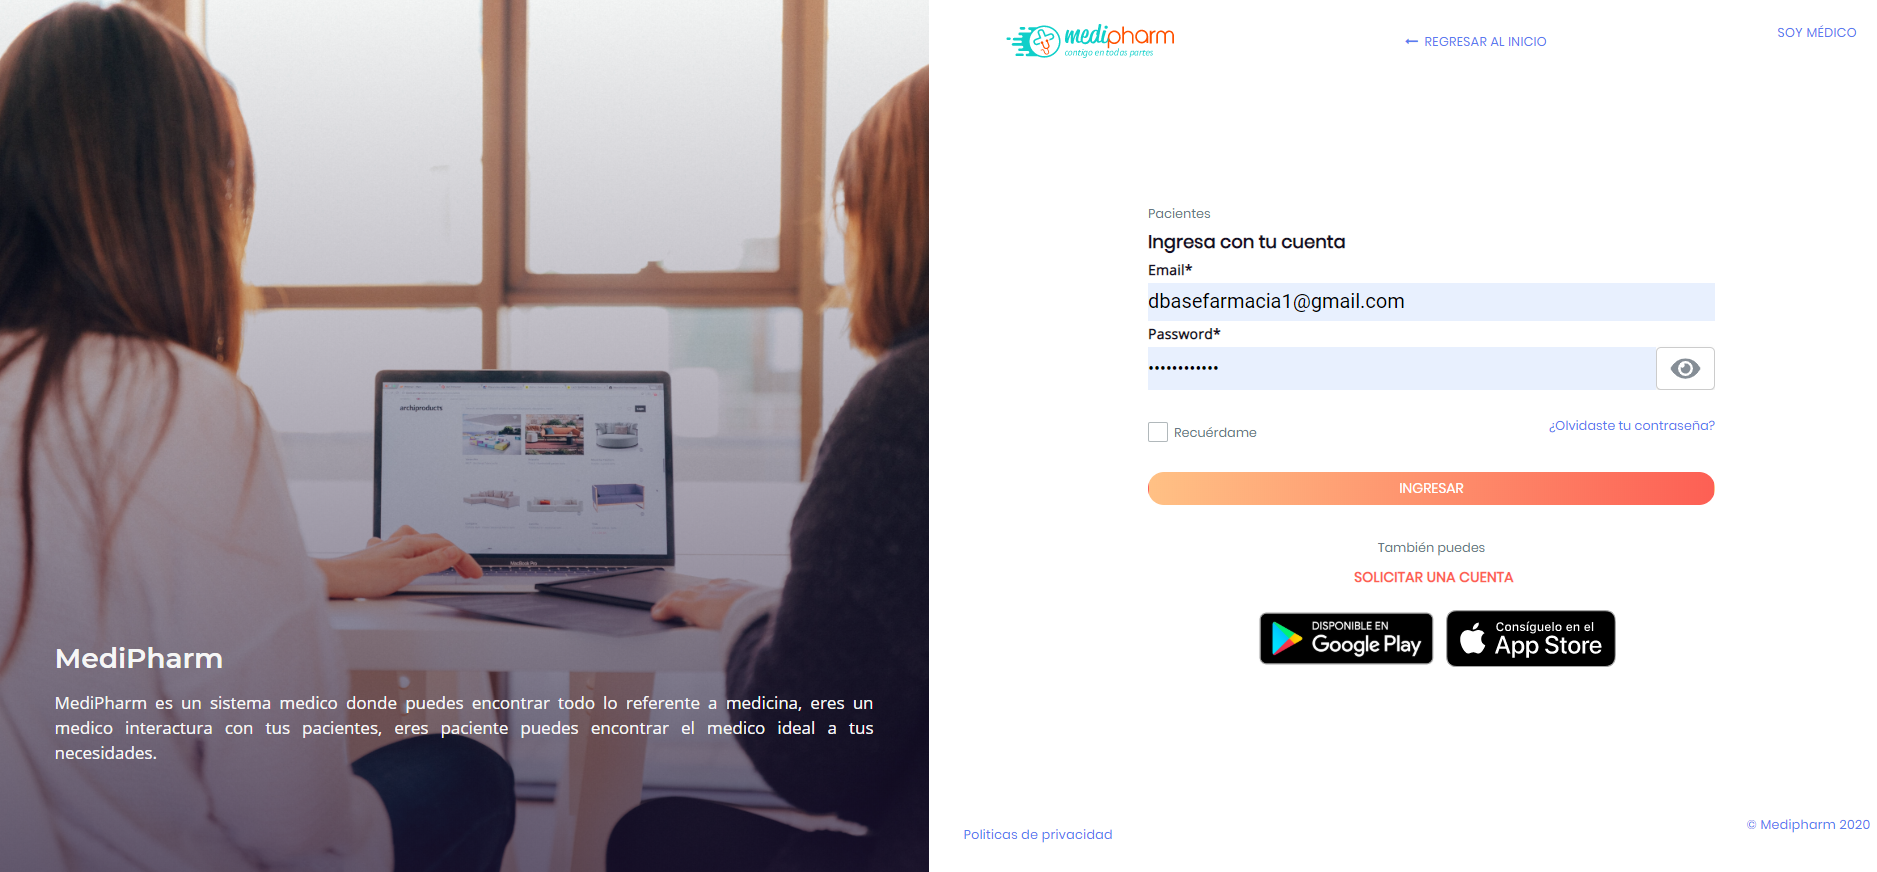 medipharm
contigo en todas partes
REGRESAR AL INICIO
SOY MÉDICO
Pacientes
Ingresa con tu cuenta
Email*
dbasefarmacia1@gmail.com
Password*
••••••••••••
Recuérdame
¿Olvidaste tu contraseña?
INGRESAR
También puedes
SOLICITAR UNA CUENTA
DISPONIBLE EN
Google Play
Consíguelo en el
App Store
archiproducts
MacBook Pro
MediPharm
MediPharm es un sistema medico donde puedes encontrar todo lo referente a medicina, eres un
medico interactura con tus pacientes, eres paciente puedes encontrar el medico ideal a tus
necesidades.
Politicas de privacidad
© Medipharm 2020